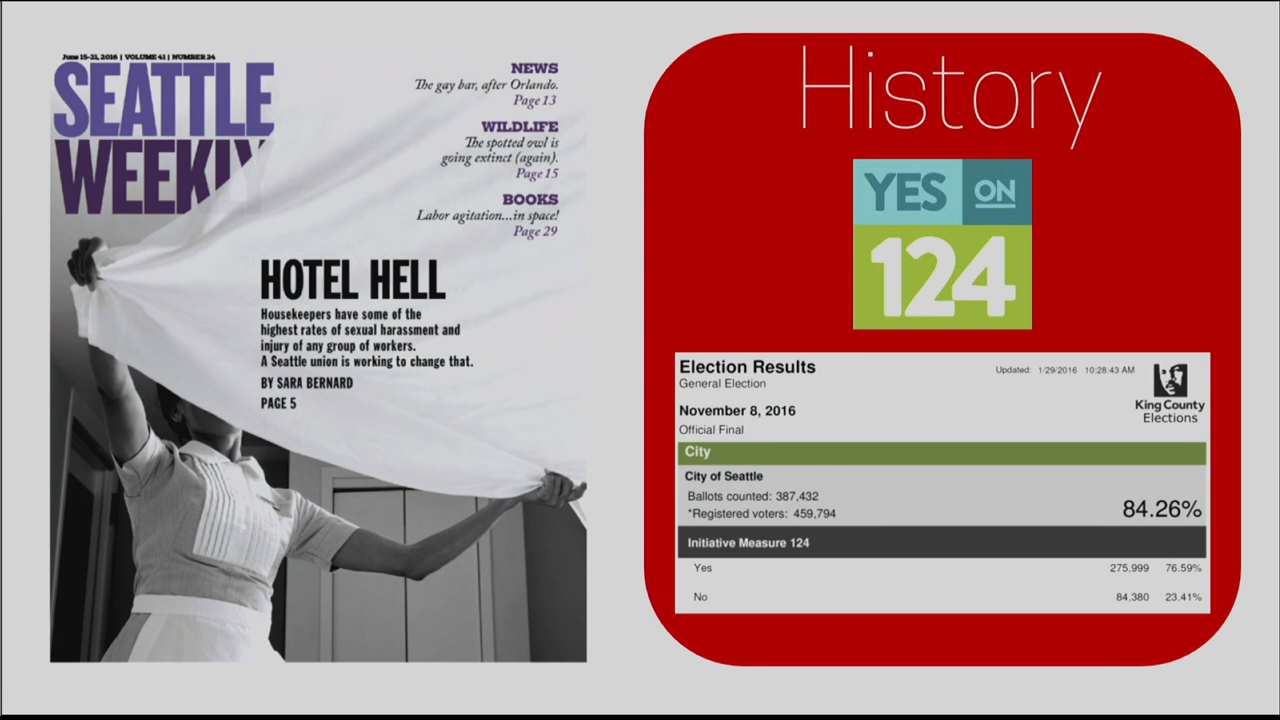 June 15-21, 2016 | VOLUME 41 | NUMBER 24
SEATTLE
WEEKLY
NEWS
The gay bar, after Orlando.
Page 13
WILDLIFE
The spotted owl is
going extinct (again).
Page 15
BOOKS
Labor agitation...in space!
Page 29
HOTEL HELL
Housekeepers have some of the
highest rates of sexual harassment and
injury of any group of workers.
A Seattle union is working to change that.
BY SARA BERNARD
PAGE 5
History
YES ON
124
Election Results
General Election
Updated: 1/29/2016 10:28:43 AM
November 8, 2016
Official Final
King County
Elections
City
City of Seattle
Ballots counted: 387,432
*Registered voters: 459,794
84.26%
Initiative Measure 124
Yes 275,999 76.59%
No 84,380 23.41%